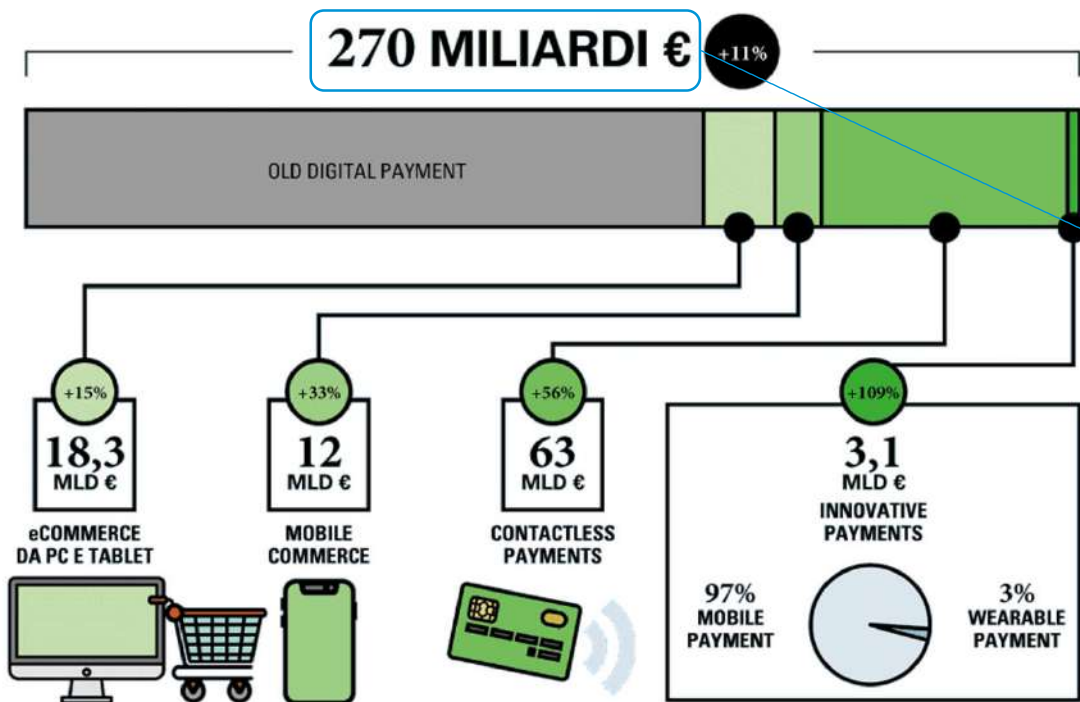 270 MILIARDI €
+11%
OLD DIGITAL PAYMENT
+15%
18,3
MLD €
eCOMMERCE
DA PC E TABLET
+33%
12
MLD €
MOBILE
COMMERCE
+56%
63
MLD €
CONTACTLESS
PAYMENTS
+109%
3,1
MLD €
INNOVATIVE
PAYMENTS
97%
MOBILE
PAYMENT
3%
WEARABLE
PAYMENT